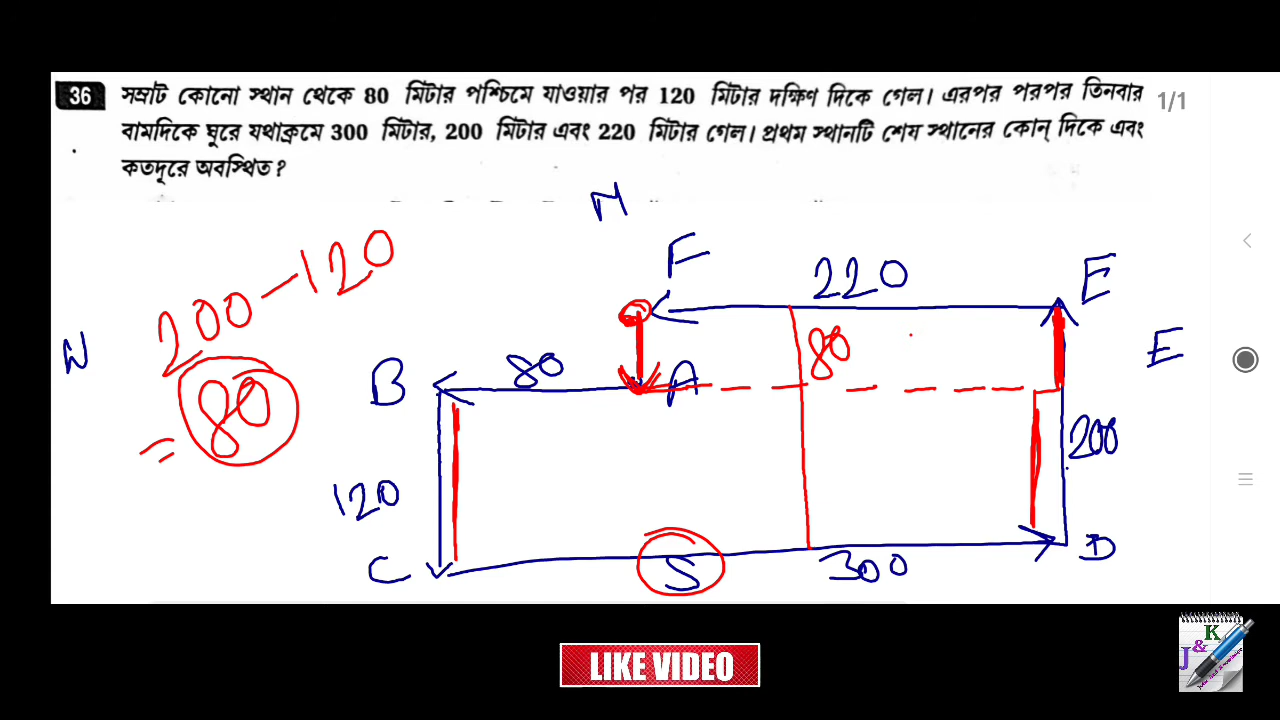 36 সম্রাট কোনো স্থান থেকে 80 মিটার পশ্চিমে যাওয়ার পর 120 মিটার দক্ষিণ দিকে গেল। এরপর পরপর তিনবার
বামদিকে ঘুরে যথাক্রমে 300 মিটার, 200 মিটার এবং 220 মিটার গেল। প্রথম স্থানটি শেষ স্থানের কোন্ দিকে এবং
কতদূরে অবস্থিত?
1/1
N
200-120
= 80
W
F
220
E
80
E
B
80
A
120
200
C
S
300
D
LIKE VIDEO
J&K